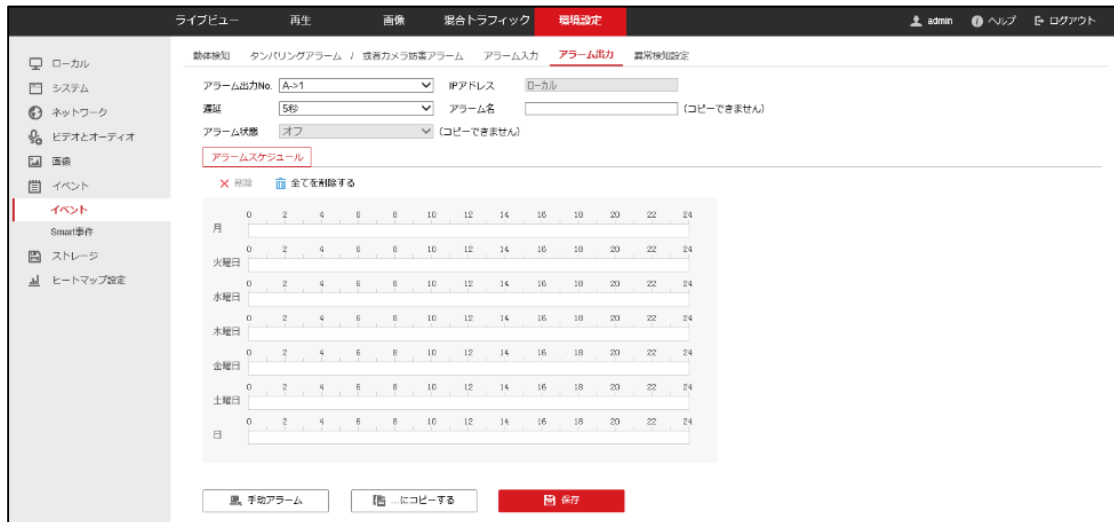 ライブビュー 再生 画像 混合トラフィック 環境設定 admin ヘルプ ログアウト
ローカル
システム
ネットワーク
ビデオとオーディオ
画像
イベント
イベント
Smart事件
ストレージ
ヒートマップ設定
動体検知 タンパリングアラーム / 或者カメラ妨害アラーム アラーム入力 アラーム出力 異常検知設定
アラーム出力No. A->1 IPアドレス ローカル
遅延 5秒 アラーム名 (コピーできません)
アラーム状態 オフ (コピーできません)
アラームスケジュール
削除 全てを削除する
0 2 4 6 8 10 12 14 16 18 20 22 24
月
0 2 4 6 8 10 12 14 16 18 20 22 24
火曜日
0 2 4 6 8 10 12 14 16 18 20 22 24
水曜日
0 2 4 6 8 10 12 14 16 18 20 22 24
木曜日
0 2 4 6 8 10 12 14 16 18 20 22 24
金曜日
0 2 4 6 8 10 12 14 16 18 20 22 24
土曜日
0 2 4 6 8 10 12 14 16 18 20 22 24
日
手動アラーム ...にコピーする 保存